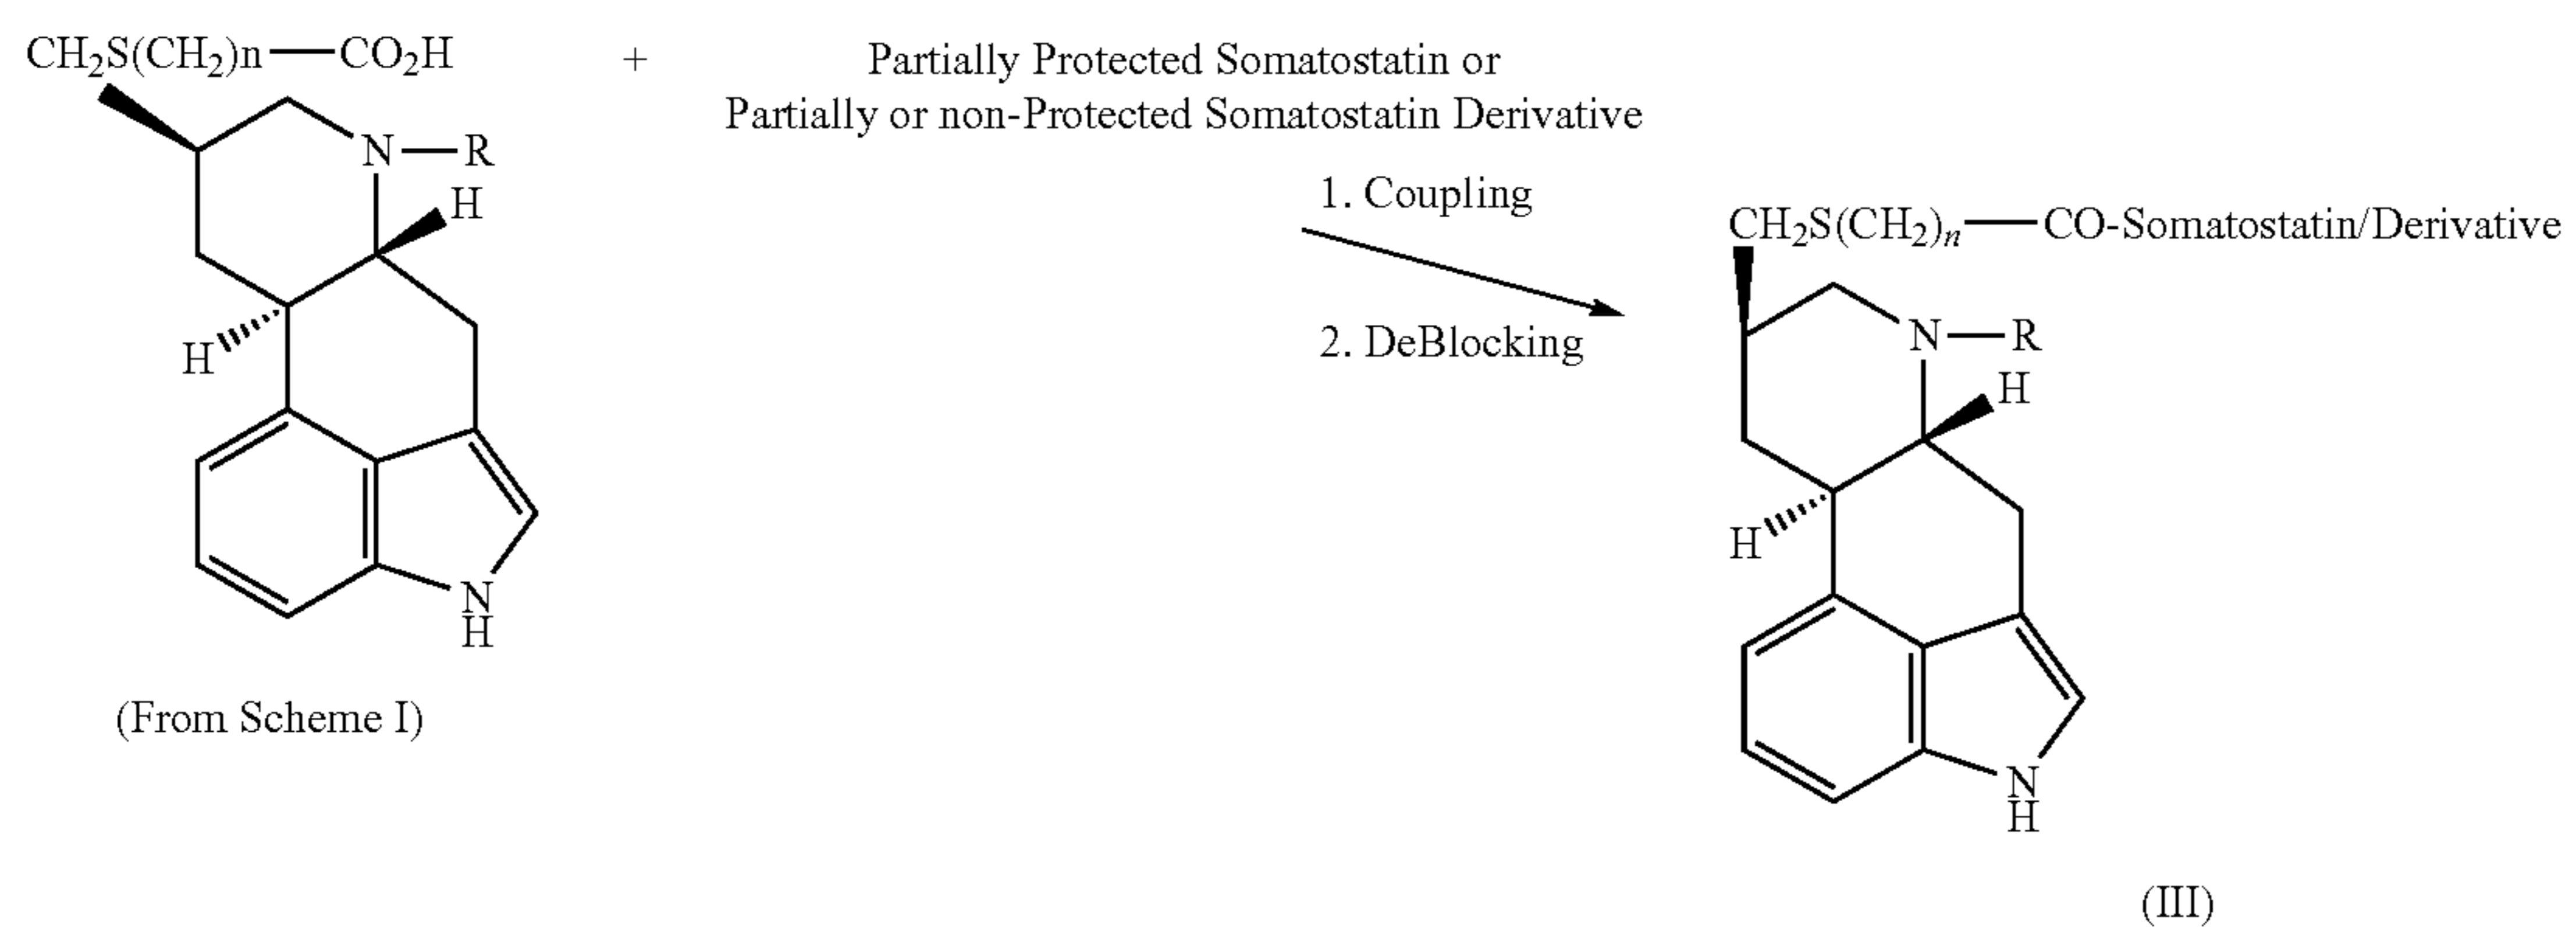 CH₂S(CH₂)n—CO₂H
+
Partially Protected Somatostatin or
Partially or non-Protected Somatostatin Derivative
N—R
H
H
N
H
(From Scheme I)
1. Coupling
2. DeBlocking
CH₂S(CH₂)ₙ—CO-Somatostatin/Derivative
N—R
H
H
N
H
(III)